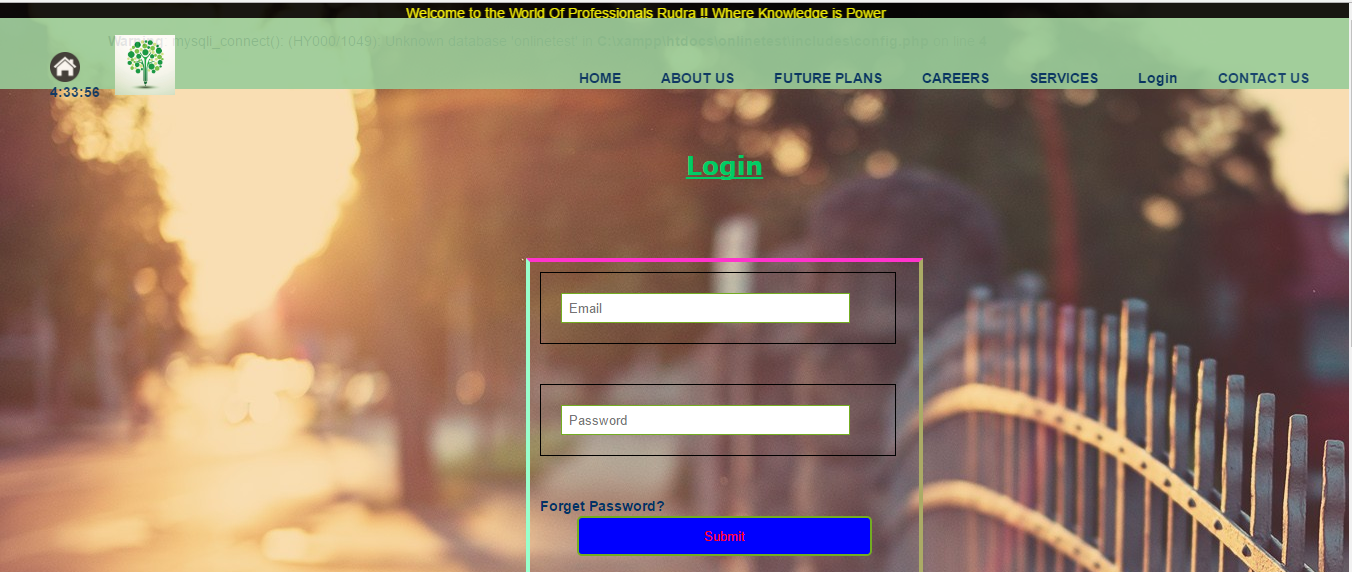 Welcome to the World Of Professionals Rudra !! Where Knowledge is Power
Warning: mysqli_connect(): (HY000/1049): Unknown database 'onlinetest' in C:\xampp\htdocs\onlinetest\includes\config.php on line 4
4:33:56
HOME ABOUT US FUTURE PLANS CAREERS SERVICES Login CONTACT US
Login
Email
Password
Forget Password?
Submit